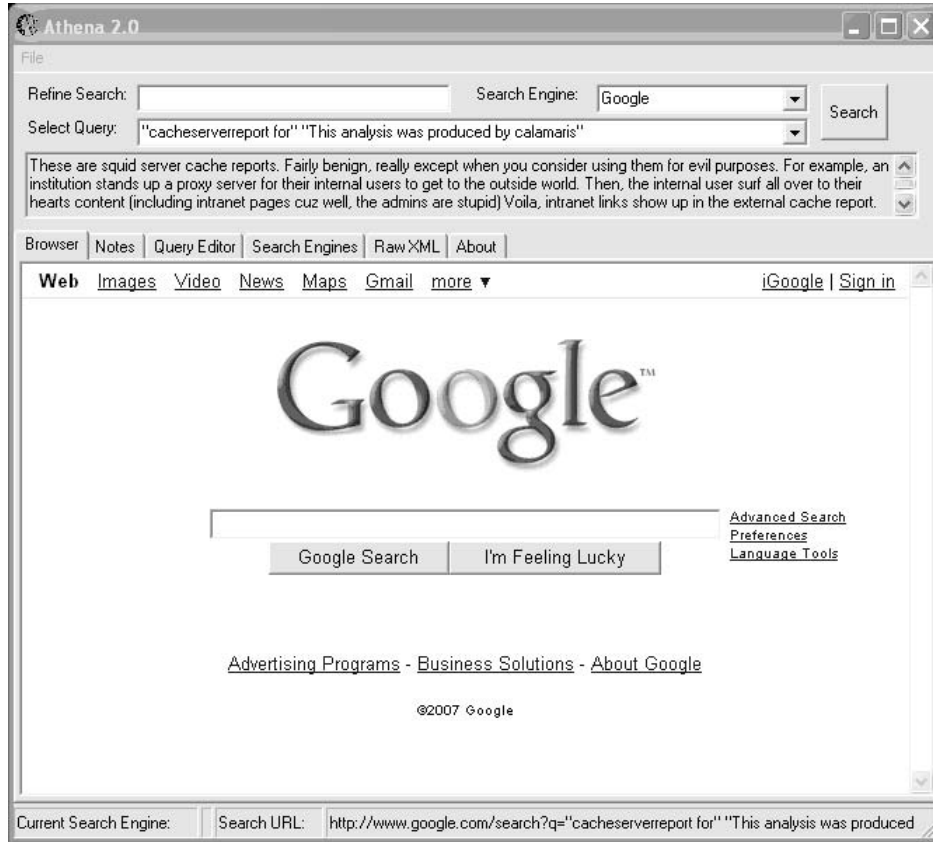 Athena 2.0
File
Refine Search: Search Engine: Google Search
Select Query: "cacheserverreport for" "This analysis was produced by calamaris"
These are squid server cache reports. Fairly benign, really except when you consider using them for evil purposes. For example, an
institution stands up a proxy server for their internal users to get to the outside world. Then, the internal user surf all over to their
hearts content (including intranet pages cuz well, the admins are stupid) Voila, intranet links show up in the external cache report.
Browser Notes Query Editor Search Engines Raw XML About
Web Images Video News Maps Gmail more ▼ iGoogle | Sign in
Google™
Advanced Search
Preferences
Language Tools
Google Search I'm Feeling Lucky
Advertising Programs - Business Solutions - About Google
©2007 Google
Current Search Engine: Search URL: http://www.google.com/search?q="cacheserverreport for" "This analysis was produced